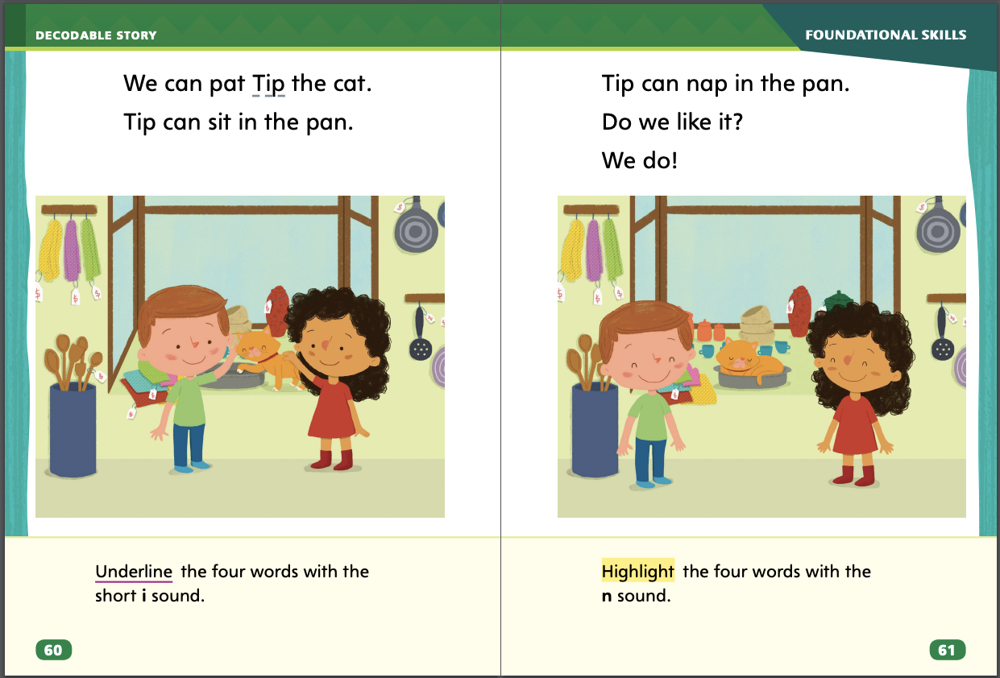 DECODABLE STORY
We can pat Tip the cat.
Tip can sit in the pan.
Underline the four words with the
short i sound.
60
FOUNDATIONAL SKILLS
Tip can nap in the pan.
Do we like it?
We do!
Highlight the four words with the
n sound.
61